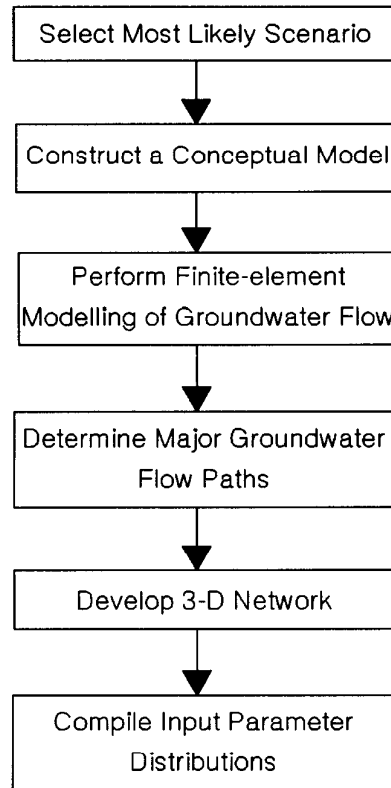 Select Most Likely Scenario
Construct a Conceptual Model
Perform Finite-element
Modelling of Groundwater Flow
Determine Major Groundwater
Flow Paths
Develop 3-D Network
Compile Input Parameter
Distributions